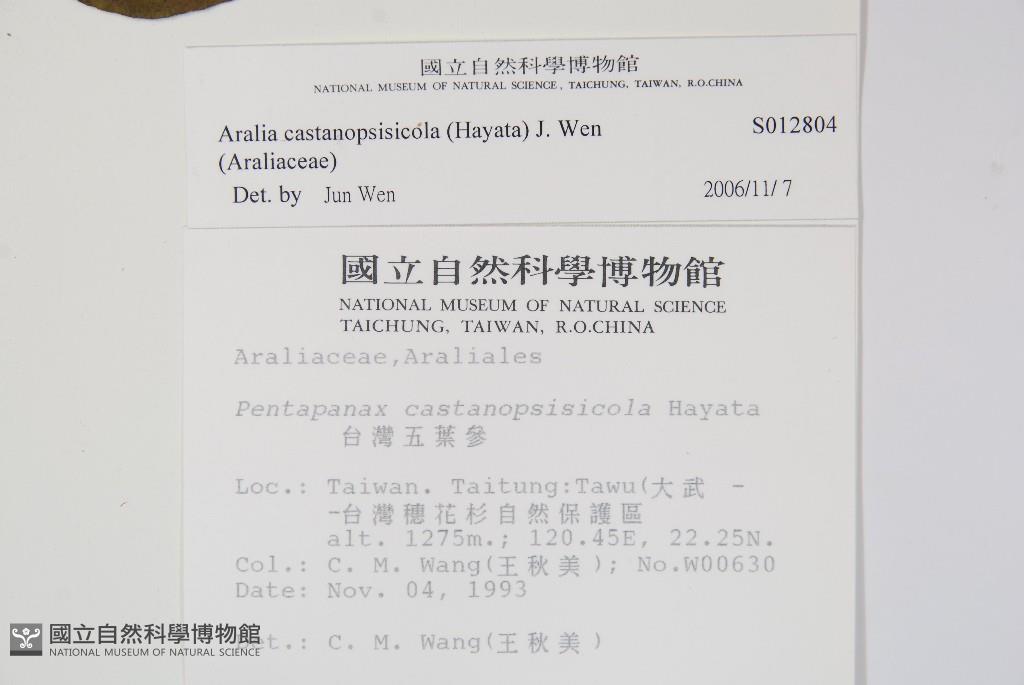 國立自然科學博物館
NATIONAL MUSEUM OF NATURAL SCIENCE, TAICHUNG, TAIWAN, R.O.CHINA
Aralia castanopsisicola (Hayata) J. Wen
S012804
(Araliaceae)
Det. by Jun Wen
2006/11/ 7
國立自然科學博物館
NATIONAL MUSEUM OF NATURAL SCIENCE
TAICHUNG, TAIWAN, R.O.CHINA
Araliaceae,Araliales
Pentapanax castanopsisicola Hayata
台灣五葉參
Loc.: Taiwan. Taitung:Tawu(大武 -
-台灣穗花杉自然保護區
alt. 1275m.; 120.45E, 22.25N.
Col.: C. M. Wang(王秋美); No.W00630
Date: Nov. 04, 1993
Det.: C. M. Wang(王秋美)
國立自然科學博物館
NATIONAL MUSEUM OF NATURAL SCIENCE